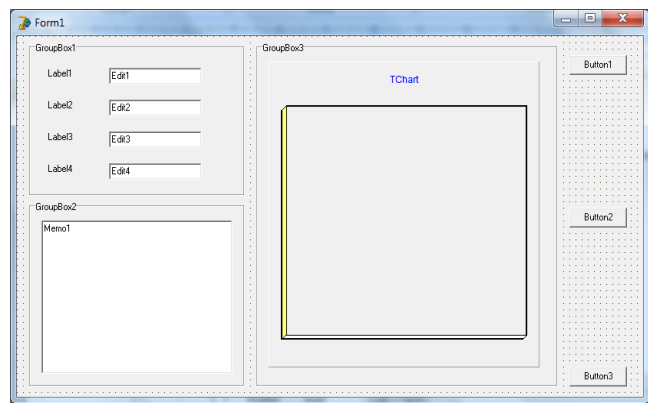 Form1
GroupBox1
Label1 Edit1
Label2 Edit2
Label3 Edit3
Label4 Edit4
GroupBox2
Memo1
GroupBox3
TChart
Button1
Button2
Button3